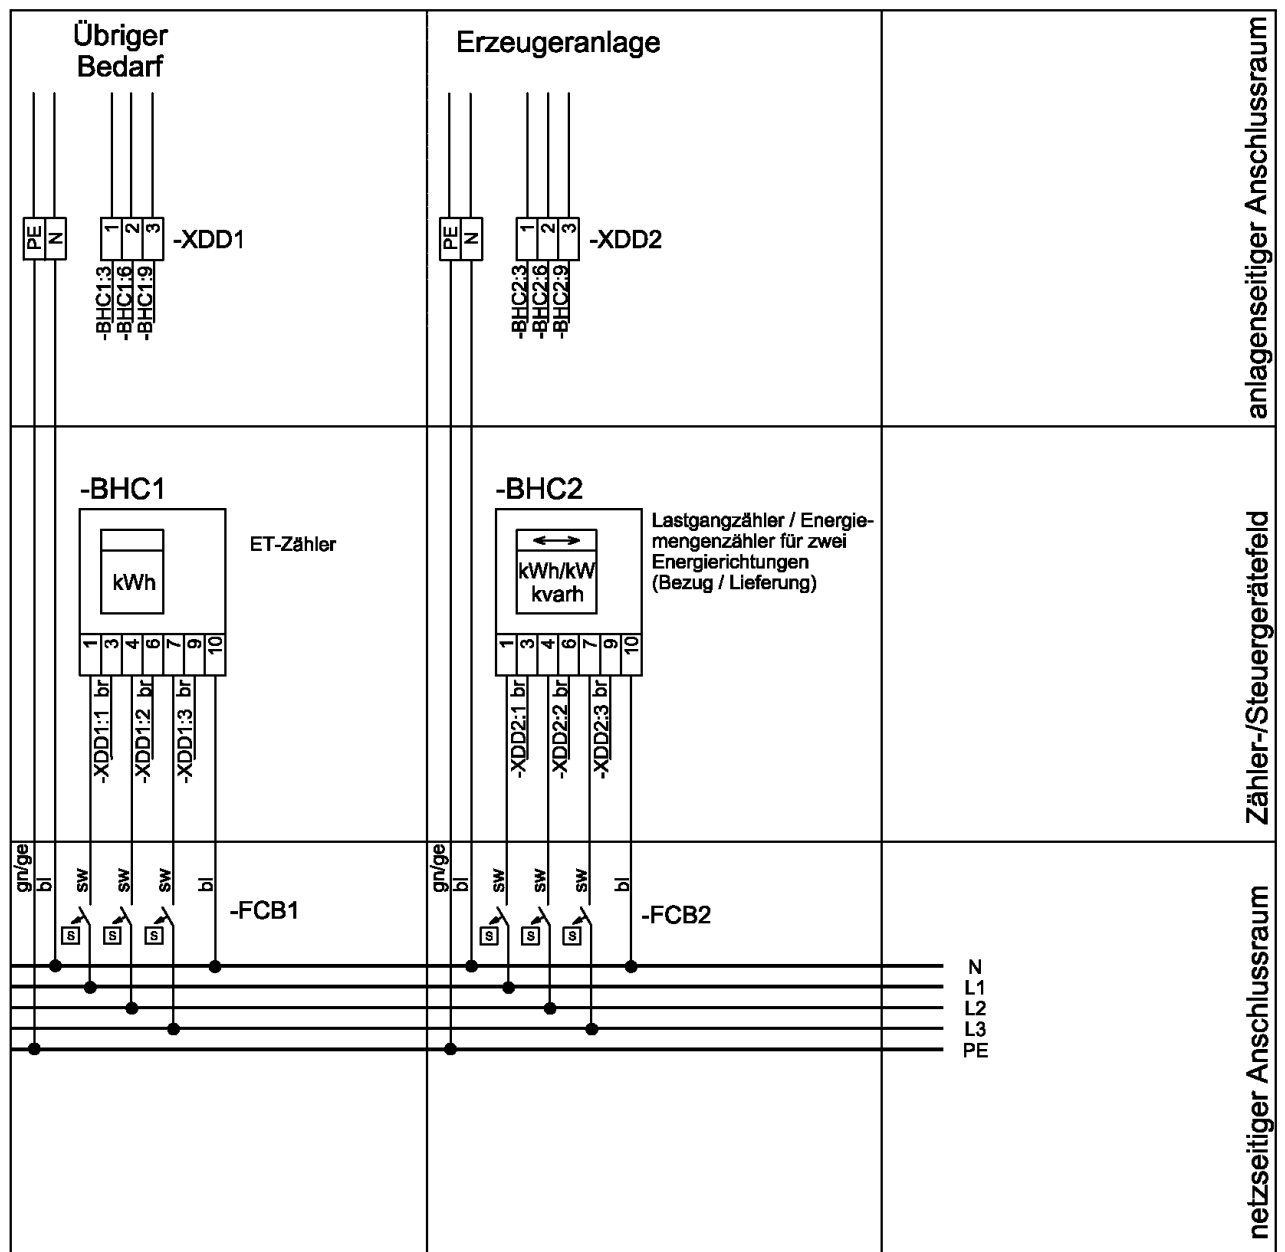 Übriger
Bedarf
Erzeugeranlage
anlagenseitiger Anschlussraum
PE
N
1
2
3
-XDD1
-BHC1:3
-BHC1:6
-BHC1:9
PE
N
1
2
3
-XDD2
-BHC2:3
-BHC2:6
-BHC2:9
-BHC1
kWh
ET-Zähler
1
3
4
6
7
9
10
-XDD1:1 br
-XDD1:2 br
-XDD1:3 br
-BHC2
kWh/kW
kvarh
Lastgangzähler / Energie-
mengenzähler für zwei
Energierichtungen
(Bezug / Lieferung)
1
3
4
6
7
9
10
-XDD2:1 br
-XDD2:2 br
-XDD2:3 br
Zähler-/Steuergerätefeld
gn/ge
bl
sw
sw
sw
bl
-FCB1
s
s
s
gn/ge
bl
sw
sw
sw
bl
-FCB2
s
s
s
N
L1
L2
L3
PE
netzseitiger Anschlussraum